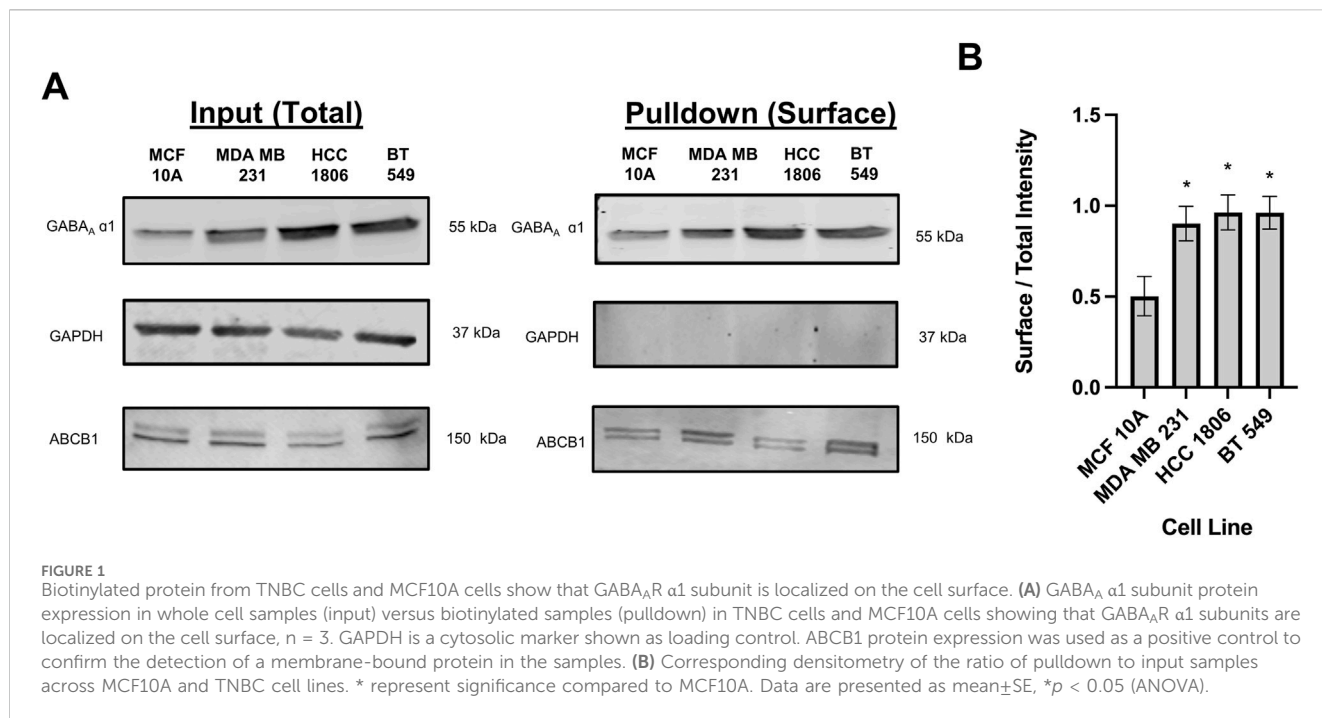 A
Input (Total)
MCF 10A
MDA MB 231
HCC 1806
BT 549
GABAA α1
55 kDa
GAPDH
37 kDa
ABCB1
150 kDa
Pulldown (Surface)
MCF 10A
MDA MB 231
HCC 1806
BT 549
GABAA α1
55 kDa
GAPDH
37 kDa
ABCB1
150 kDa
B
Surface / Total Intensity
1.5
1.0
0.5
0.0
* * *
MCF 10A
MDA MB 231
HCC 1806
BT 549
Cell Line
FIGURE 1
Biotinylated protein from TNBC cells and MCF10A cells show that GABAAR α1 subunit is localized on the cell surface. (A) GABAA α1 subunit protein
expression in whole cell samples (input) versus biotinylated samples (pulldown) in TNBC cells and MCF10A cells showing that GABAAR α1 subunits are
localized on the cell surface, n = 3. GAPDH is a cytosolic marker shown as loading control. ABCB1 protein expression was used as a positive control to
confirm the detection of a membrane-bound protein in the samples. (B) Corresponding densitometry of the ratio of pulldown to input samples
across MCF10A and TNBC cell lines. * represent significance compared to MCF10A. Data are presented as mean±SE, *p < 0.05 (ANOVA).